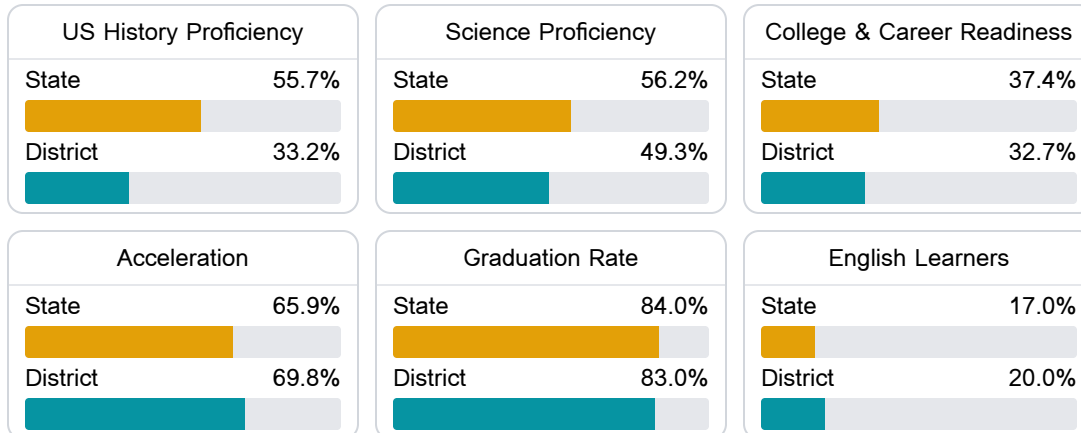 US History Proficiency
State 55.7%
District 33.2%
Science Proficiency
State 56.2%
District 49.3%
College & Career Readiness
State 37.4%
District 32.7%
Acceleration
State 65.9%
District 69.8%
Graduation Rate
State 84.0%
District 83.0%
English Learners
State 17.0%
District 20.0%